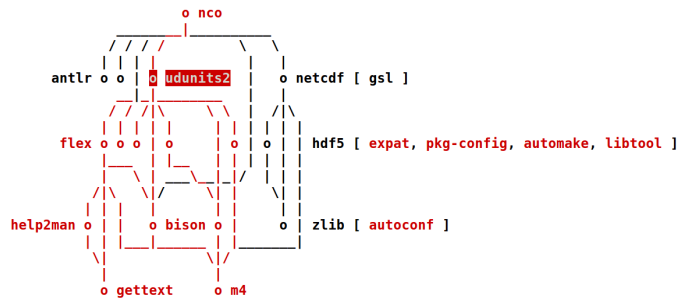 o nco
antlr o o o udunits2 o netcdf [ gsl ]
flex o o o o o o hdf5 [ expat, pkg-config, automake, libtool ]
help2man o o bison o o zlib [ autoconf ]
o gettext o m4